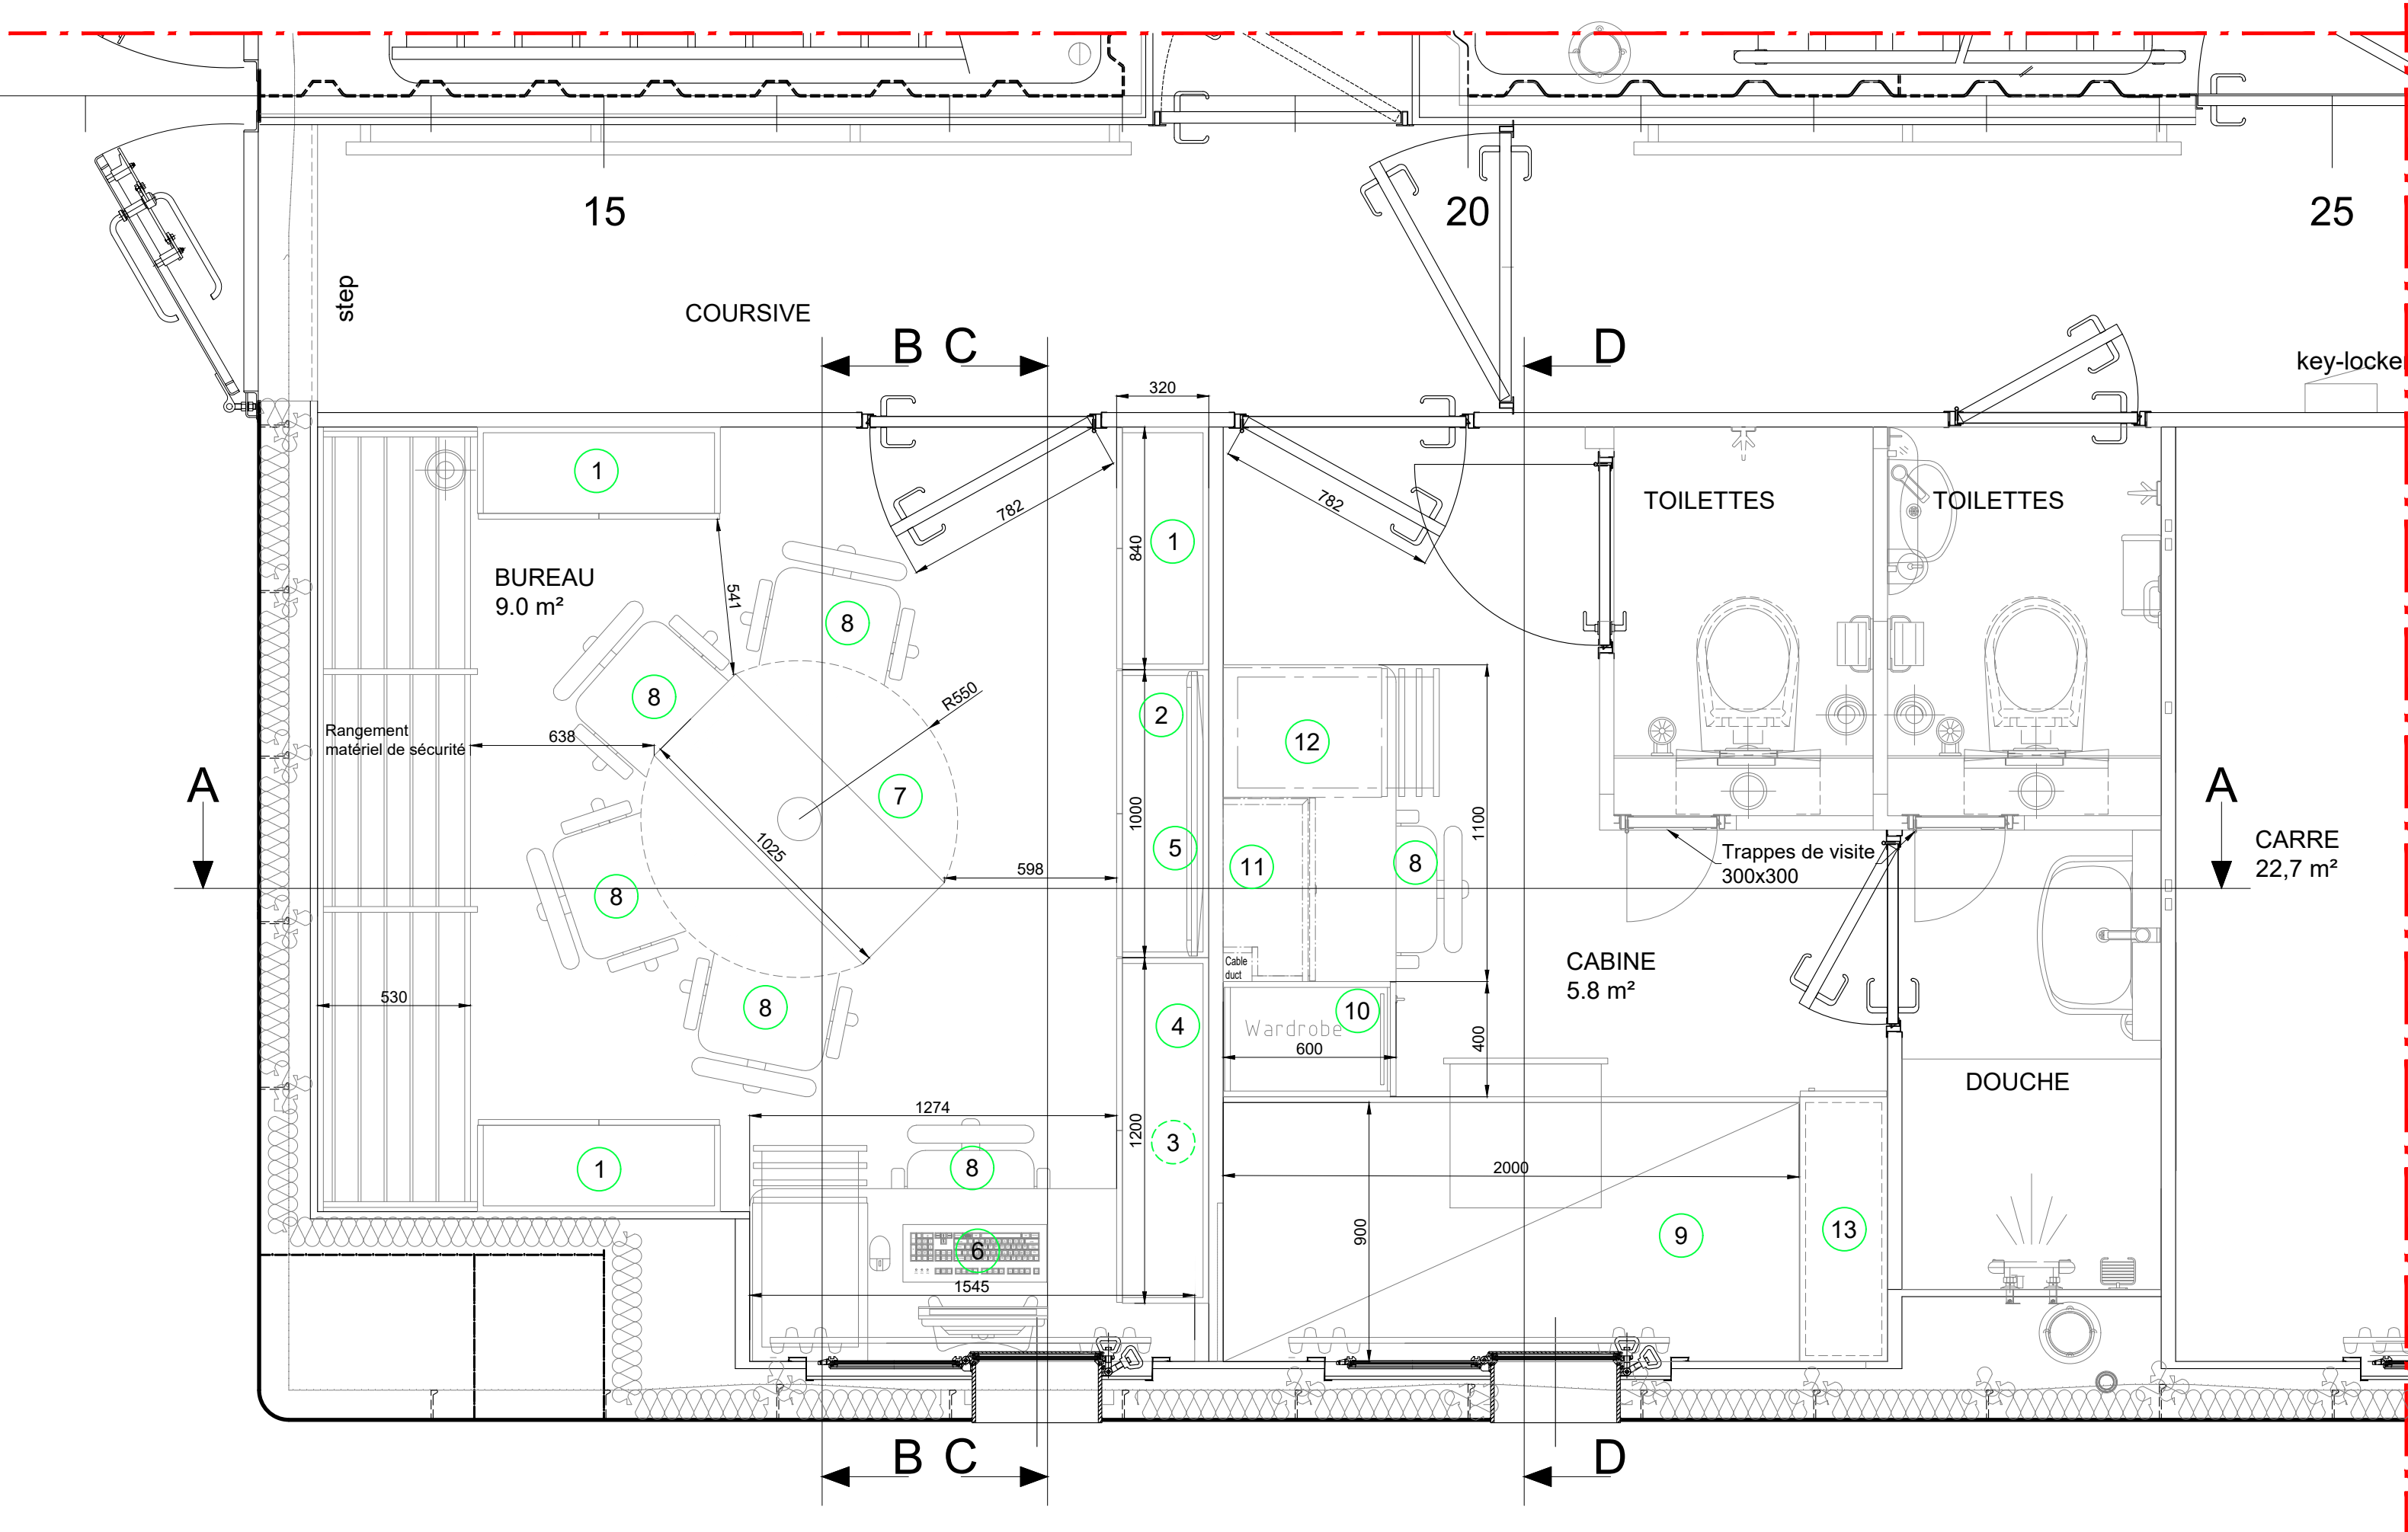 15
20
25
step
COURSIVE
B
C
D
key-locke
320
1
1
840
782
782
TOILETTES
TOILETTES
BUREAU
9.0 m²
541
8
8
R550
2
12
Rangement
matériel de sécurité
638
7
1000
1100
A
A
5
11
8
1025
598
Trappes de visite
300x300
CARRE
22,7 m²
8
Cable
duct
CABINE
5.8 m²
530
8
4
10
Wardrobe
600
400
DOUCHE
1274
1200
3
1
8
2000
900
9
13
6
1545
B
C
D